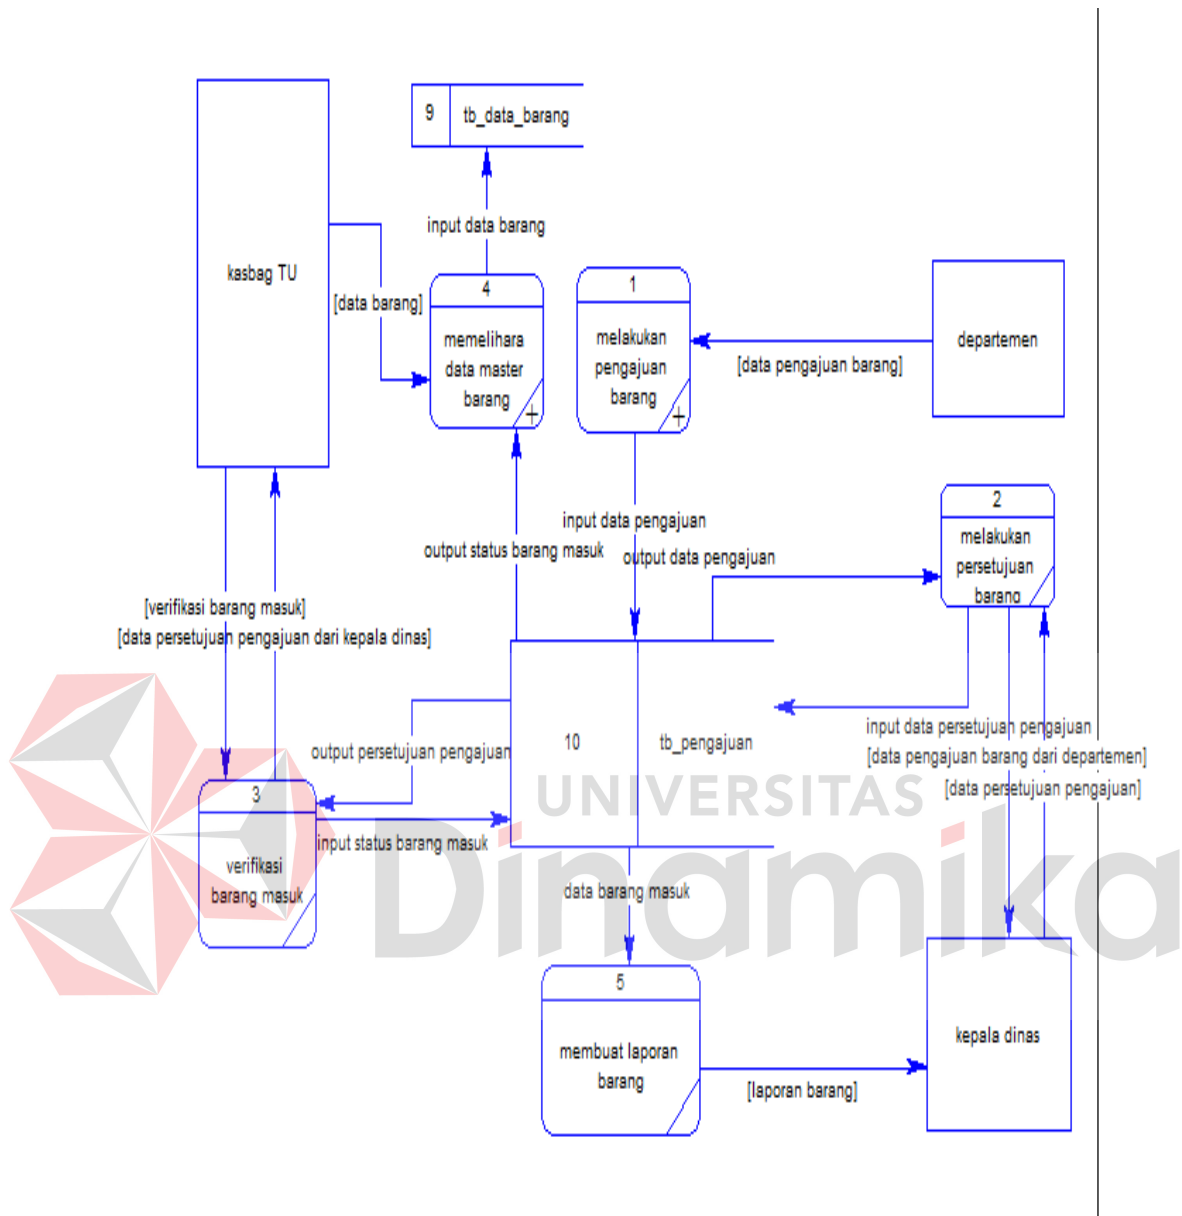 9
tb_data_barang
input data barang
kasbag TU
[data barang]
4
memelihara
data master
barang
1
melakukan
pengajuan
barang
departemen
[data pengajuan barang]
input data pengajuan
output status barang masuk
output data pengajuan
2
melakukan
persetujuan
barang
[verifikasi barang masuk]
[data persetujuan pengajuan dari kepala dinas]
10
tb_pengajuan
output persetujuan pengajuan
input data persetujuan pengajuan
[data pengajuan barang dari departemen]
[data persetujuan pengajuan]
3
verifikasi
barang masuk
input status barang masuk
UNIVERSITAS
Dinamika
data barang masuk
5
membuat laporan
barang
[laporan barang]
kepala dinas